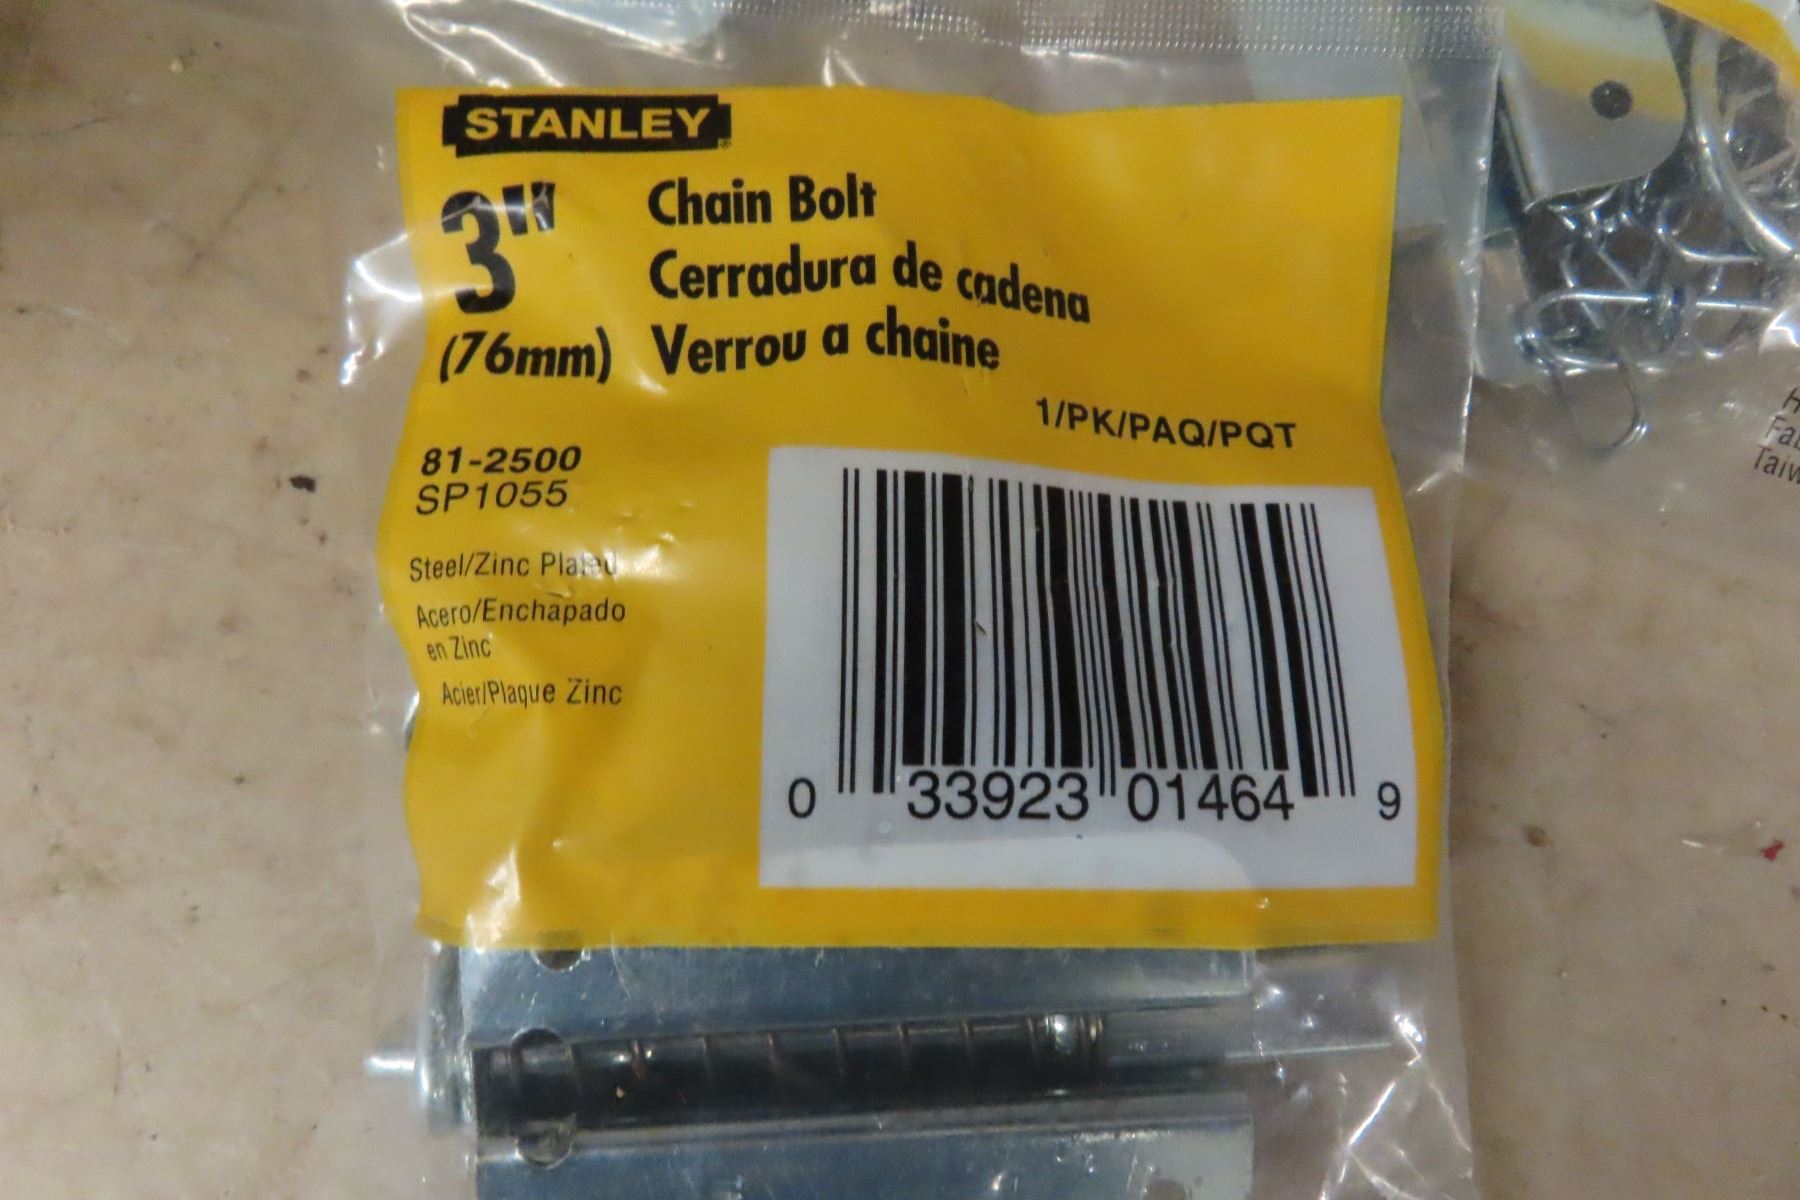 STANLEY
3"
(76mm)
Chain Bolt
Cerradura de cadena
Verrou a chaine
1/PK/PAQ/PQT
81-2500
SP1055
Steel/Zinc Plated
Acero/Enchapado
en Zinc
Acier/Plaque Zinc
0 33923 01464 9